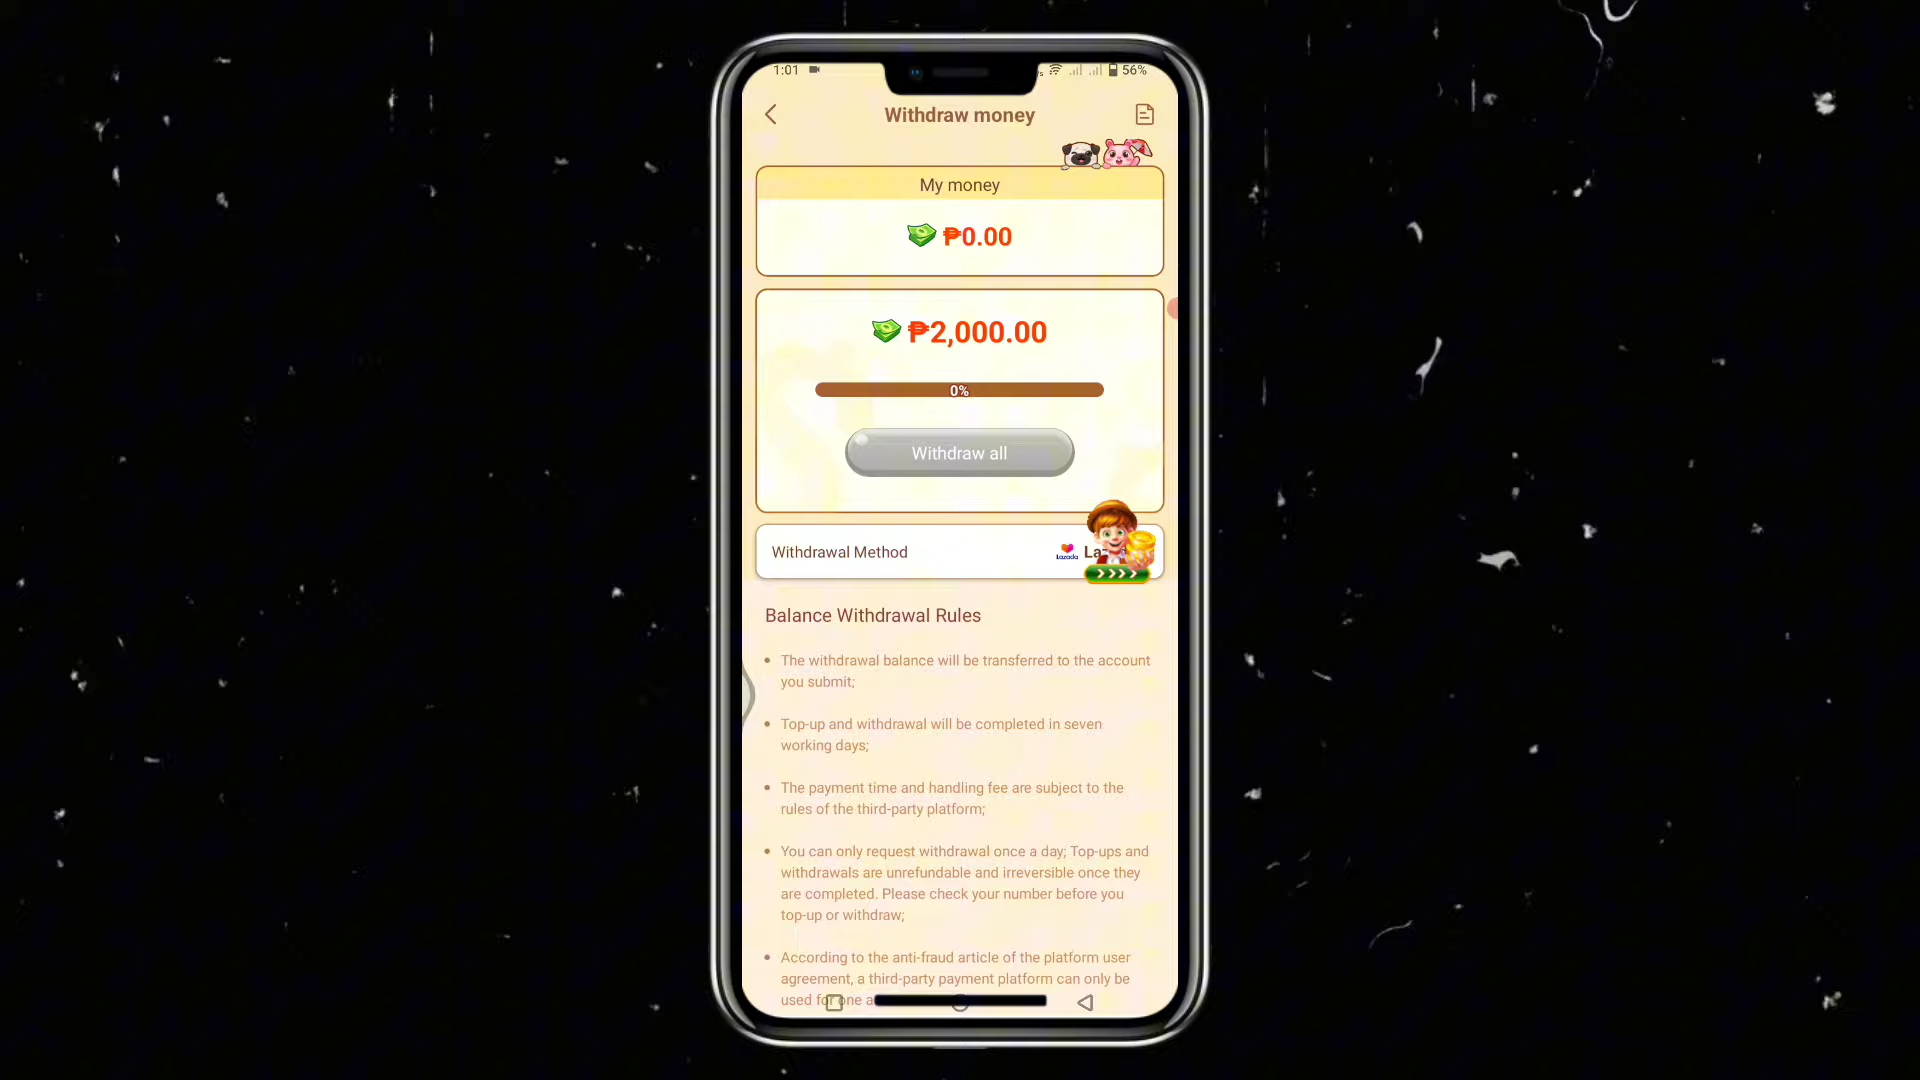 1:01
56%
Withdraw money
My money
₱0.00
₱2,000.00
0%
Withdraw all
Withdrawal Method
Lazada
Balance Withdrawal Rules
The withdrawal balance will be transferred to the account
you submit;
Top-up and withdrawal will be completed in seven
working days;
The payment time and handling fee are subject to the
rules of the third-party platform;
You can only request withdrawal once a day; Top-ups and
withdrawals are unrefundable and irreversible once they
are completed. Please check your number before you
top-up or withdraw;
According to the anti-fraud article of the platform user
agreement, a third-party payment platform can only be
used for one